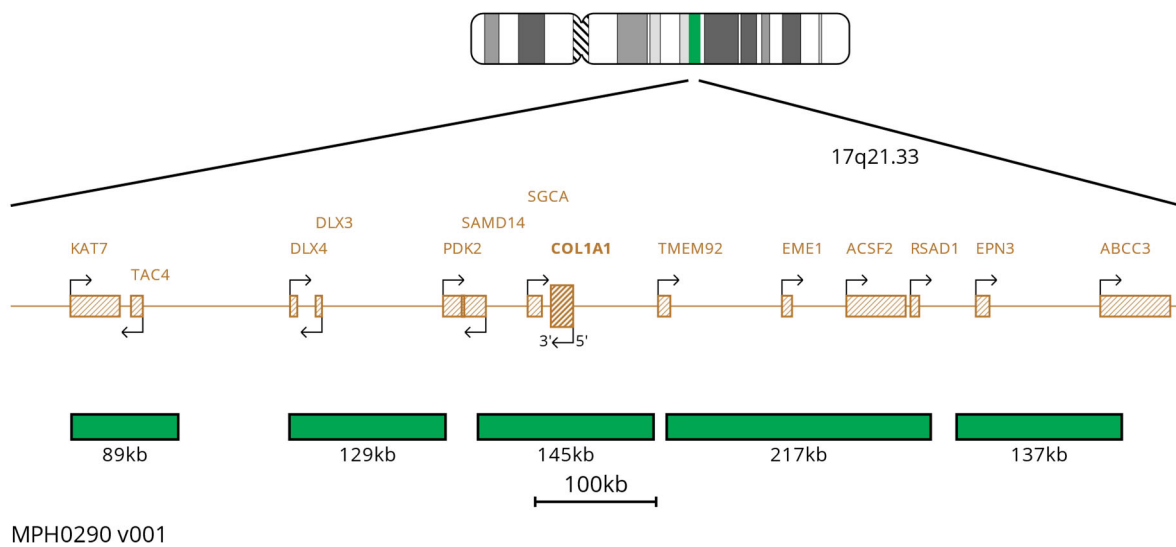 17q21.33
SGCA
DLX3
SAMD14
KAT7
DLX4
PDK2
COL1A1
TMEM92
EME1
ACSF2
RSAD1
EPN3
ABCC3
TAC4
3'
5'
89kb
129kb
145kb
217kb
137kb
100kb
MPH0290 v001